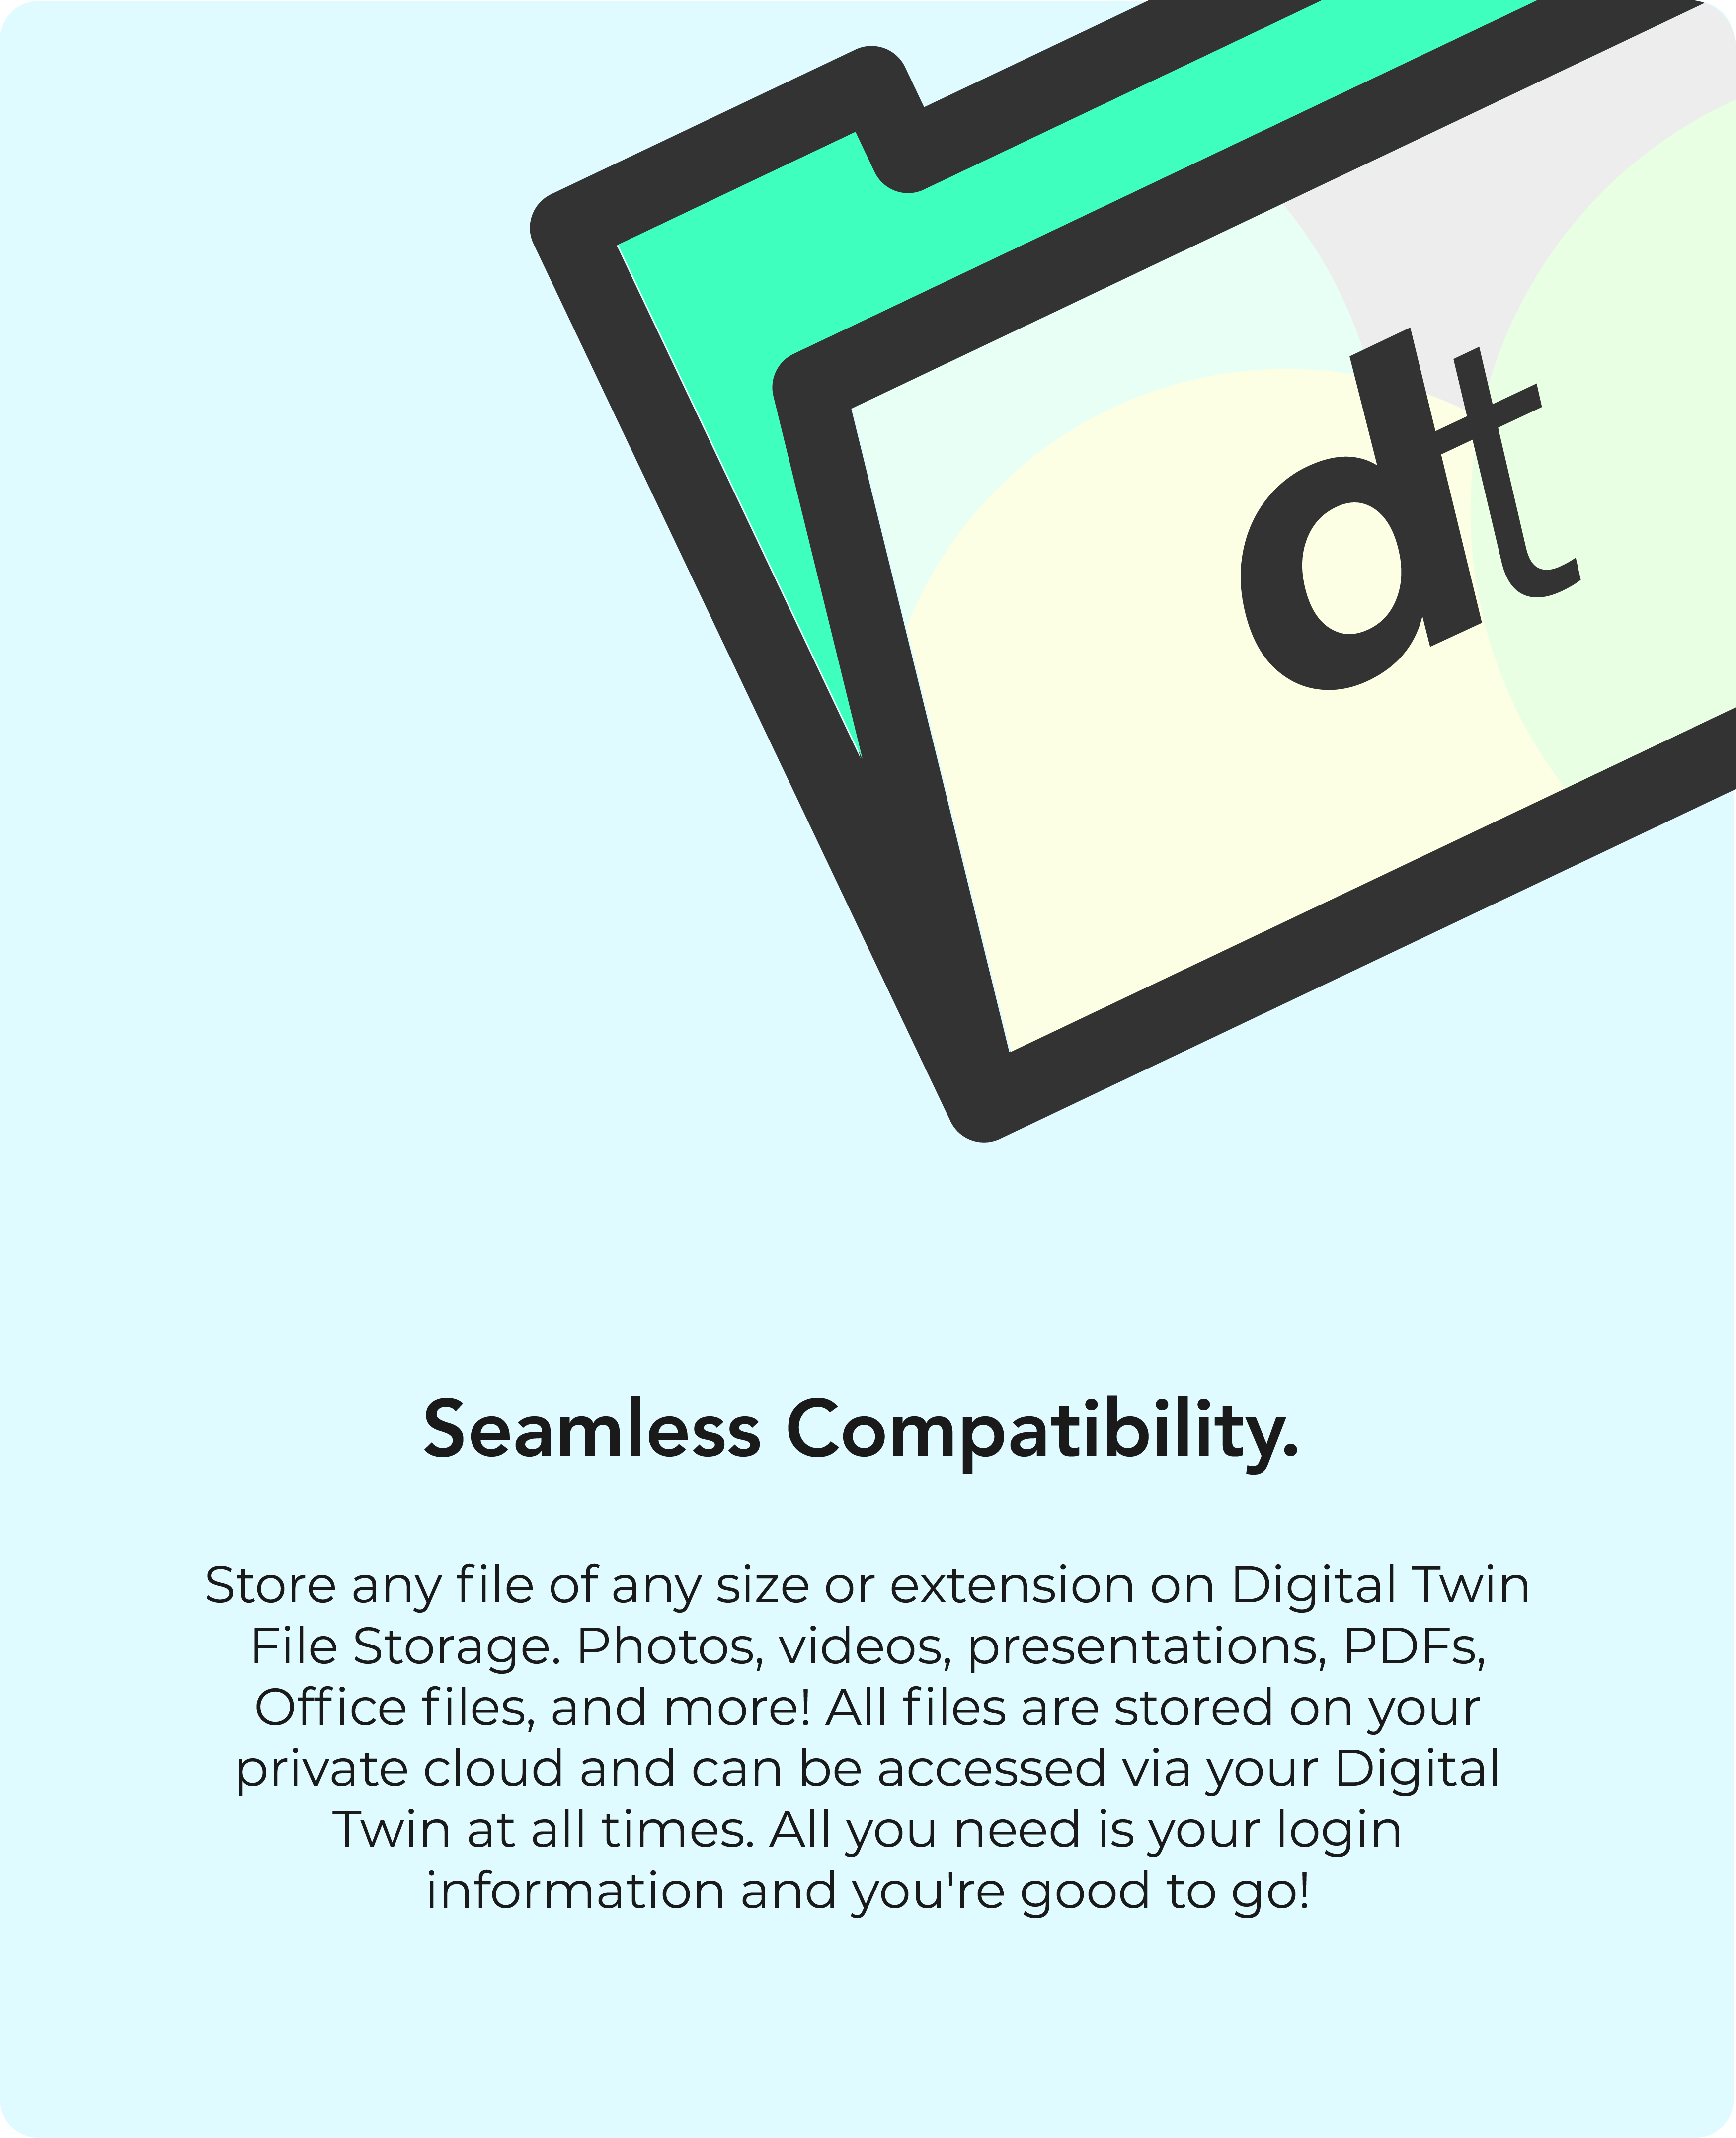 dt
Seamless Compatibility.
Store any file of any size or extension on Digital Twin
File Storage. Photos, videos, presentations, PDFs,
Office files, and more! All files are stored on your
private cloud and can be accessed via your Digital
Twin at all times. All you need is your login
information and you're good to go!